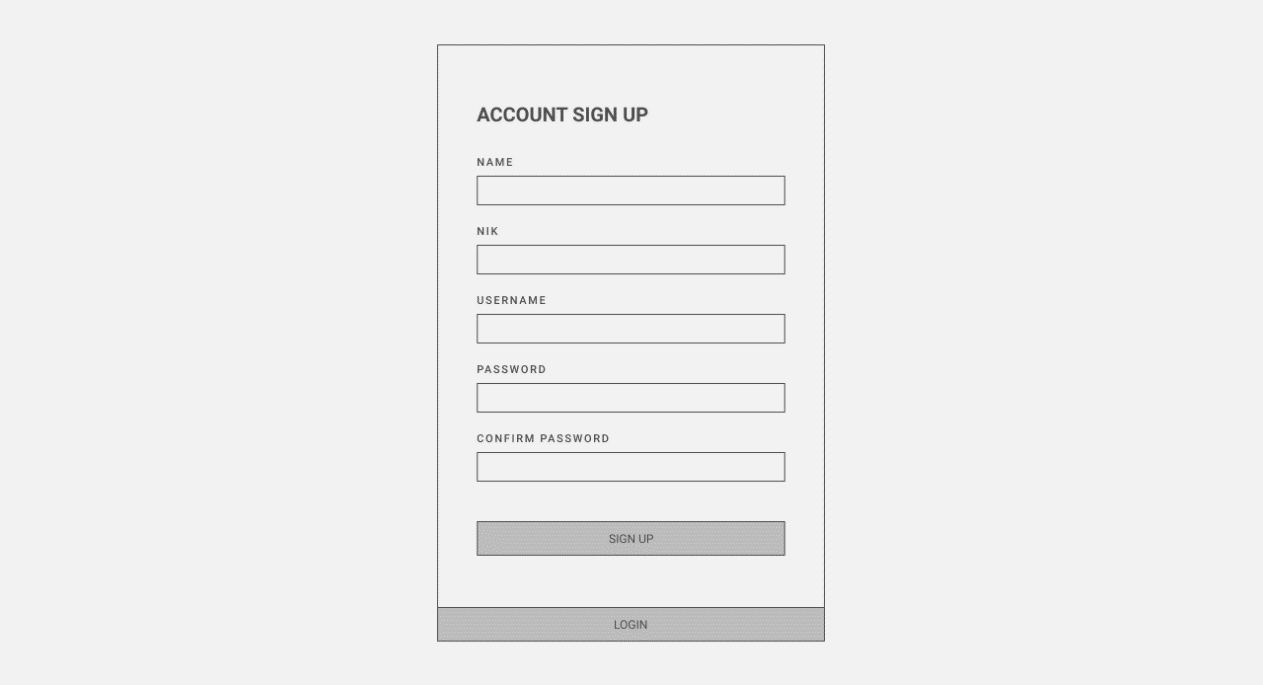 ACCOUNT SIGN UP
NAME
NIK
USERNAME
PASSWORD
CONFIRM PASSWORD
SIGN UP
LOGIN